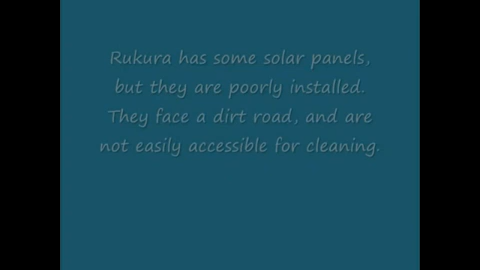 Rukura has some solar panels,
but they are poorly installed.
They face a dirt road, and are
not easily accessible for cleaning.